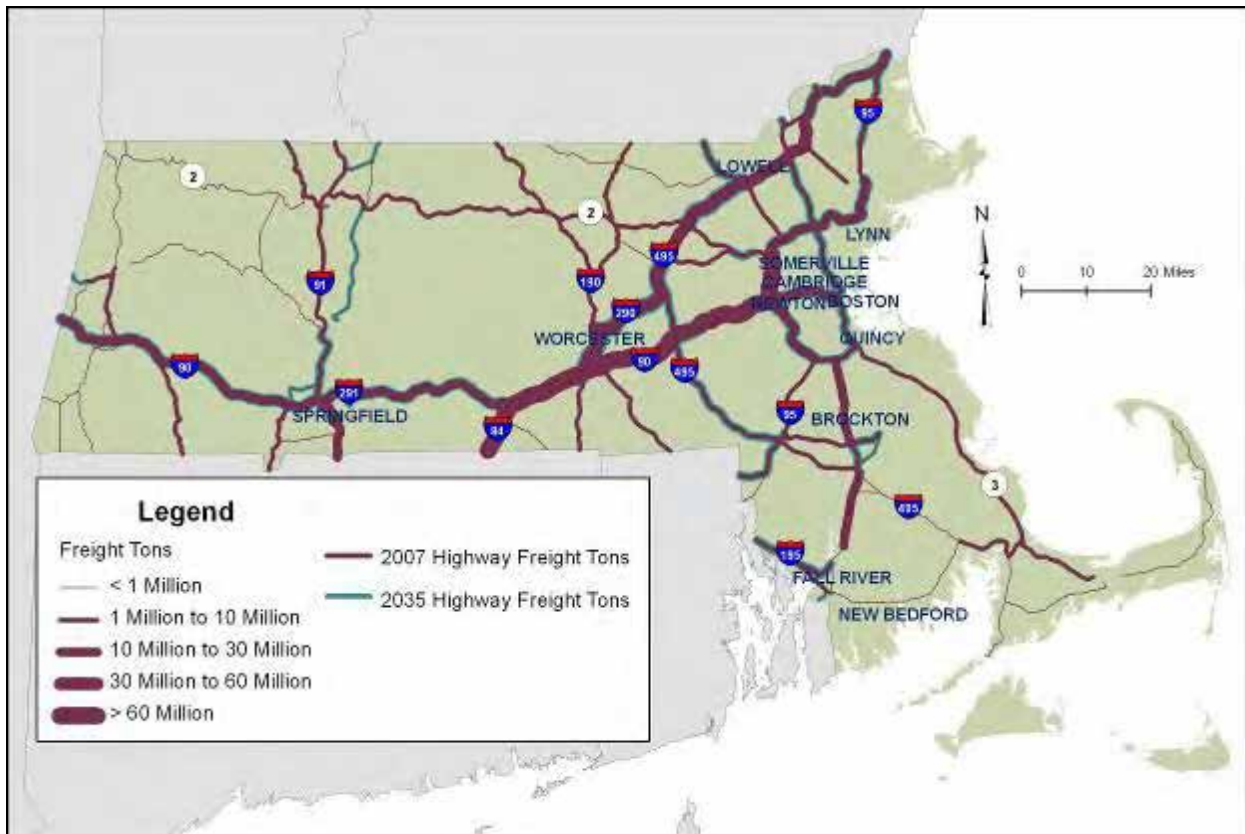 95
LOWELL
2
2
N
LYNN
495
SOMERVILLE
CAMBRIDGE
NEWTON BOSTON
0 10 20 Miles
91
190
290
WORCESTER
QUINCY
90
90
495
291
SPRINGFIELD
84
95
BROCKTON
3
495
195
FALL RIVER
NEW BEDFORD
Legend
Freight Tons
< 1 Million
1 Million to 10 Million
10 Million to 30 Million
30 Million to 60 Million
> 60 Million
2007 Highway Freight Tons
2035 Highway Freight Tons